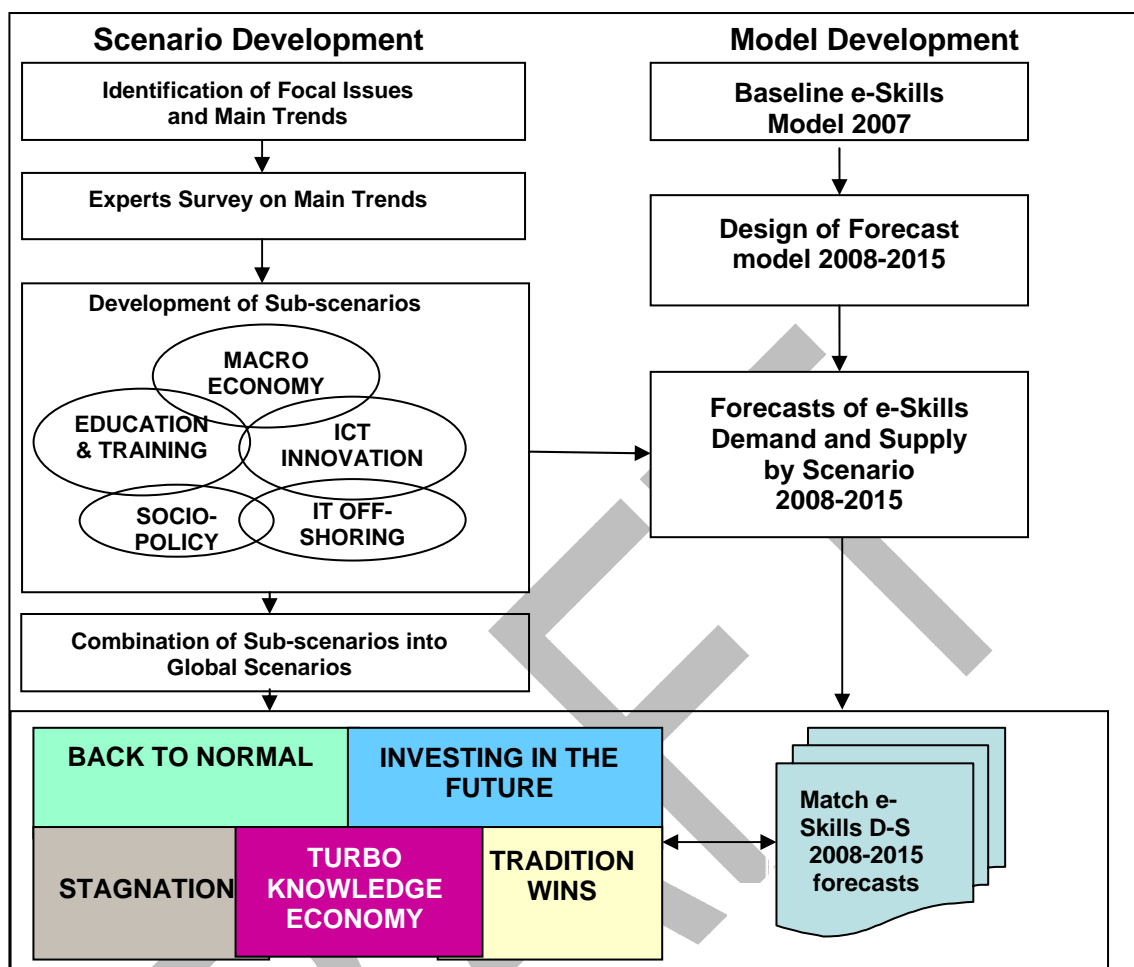 Scenario Development
Identification of Focal Issues
and Main Trends
Experts Survey on Main Trends
Development of Sub-scenarios
MACRO
ECONOMY
EDUCATION
& TRAINING
ICT
INNOVATION
SOCIO-
POLICY
IT OFF-
SHORING
Combination of Sub-scenarios into
Global Scenarios
Model Development
Baseline e-Skills
Model 2007
Design of Forecast
model 2008-2015
Forecasts of e-Skills
Demand and Supply
by Scenario
2008-2015
BACK TO NORMAL
INVESTING IN THE
FUTURE
STAGNATION
TURBO
KNOWLEDGE
ECONOMY
TRADITION
WINS
Match e-
Skills D-S
2008-2015
forecasts